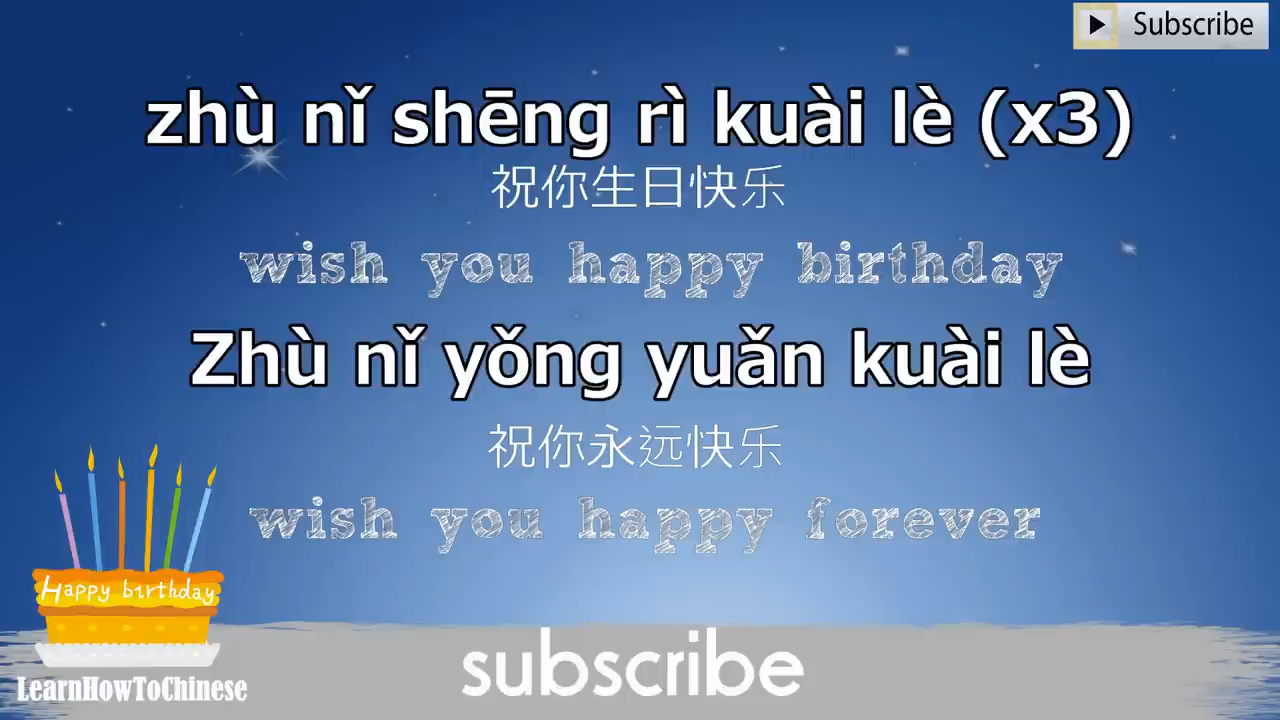 Subscribe
zhù nǐ shēng rì kuài lè (x3)
祝你生日快乐
wish you happy birthday
Zhù nǐ yǒng yuǎn kuài lè
祝你永远快乐
wish you happy forever
Happy birthday
LearnHowToChinese
subscribe